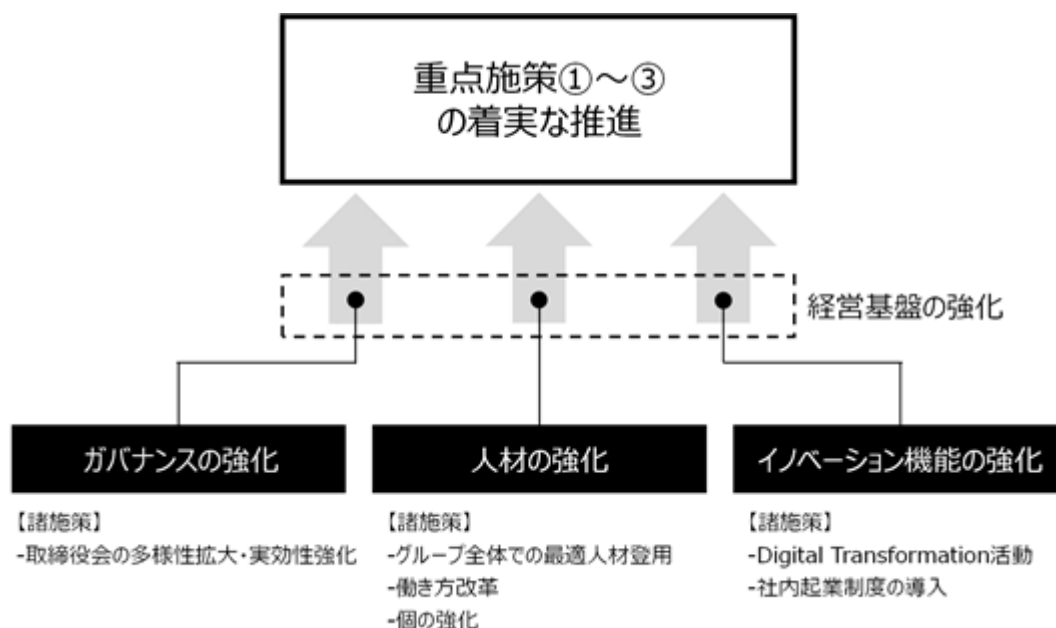 重点施策①～③
の着実な推進
経営基盤の強化
ガバナンスの強化
【諸施策】
-取締役会の多様性拡大・実効性強化
人材の強化
【諸施策】
-グループ全体での最適人材登用
-働き方改革
-個の強化
イノベーション機能の強化
【諸施策】
-Digital Transformation活動
-社内起業制度の導入